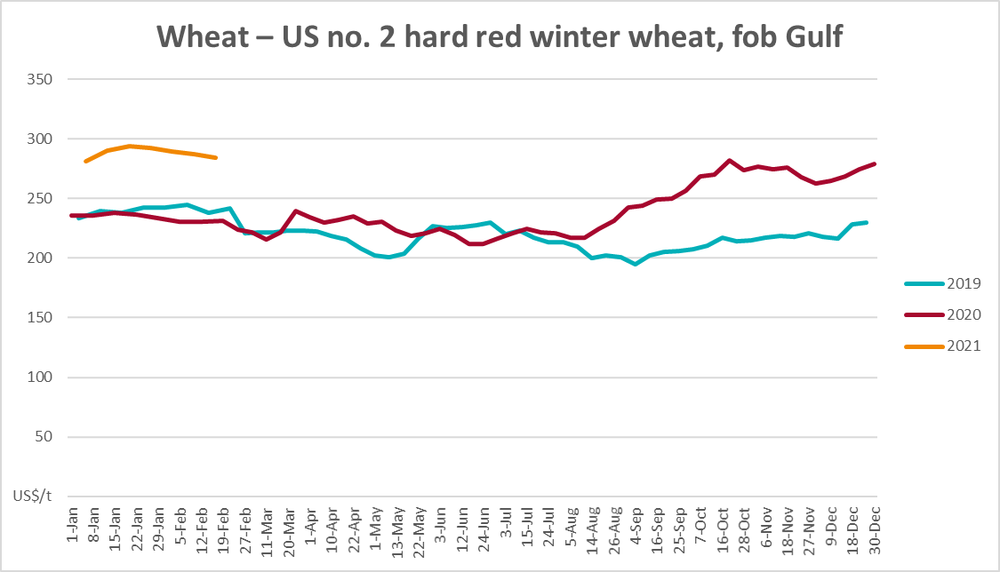 Wheat – US no. 2 hard red winter wheat, fob Gulf
350
300
250
200
150
100
50
US$/t
1-Jan
8-Jan
15-Jan
22-Jan
29-Jan
5-Feb
12-Feb
19-Feb
27-Feb
11-Mar
20-Mar
1-Apr
10-Apr
22-Apr
1-May
13-May
22-May
3-Jun
12-Jun
24-Jun
3-Jul
15-Jul
24-Jul
5-Aug
14-Aug
26-Aug
4-Sep
16-Sep
25-Sep
7-Oct
16-Oct
28-Oct
6-Nov
18-Nov
27-Nov
9-Dec
18-Dec
30-Dec
2019
2020
2021